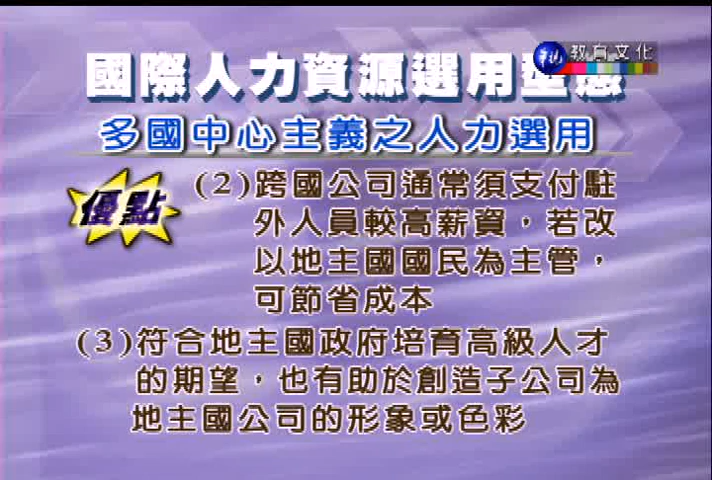 國際人力資源選用型態
華視 教育文化
多國中心主義之人力選用
優點
(2)跨國公司通常須支付駐
外人員較高薪資，若改
以地主國國民為主管，
可節省成本
(3)符合地主國政府培育高級人才
的期望，也有助於創造子公司為
地主國公司的形象或色彩